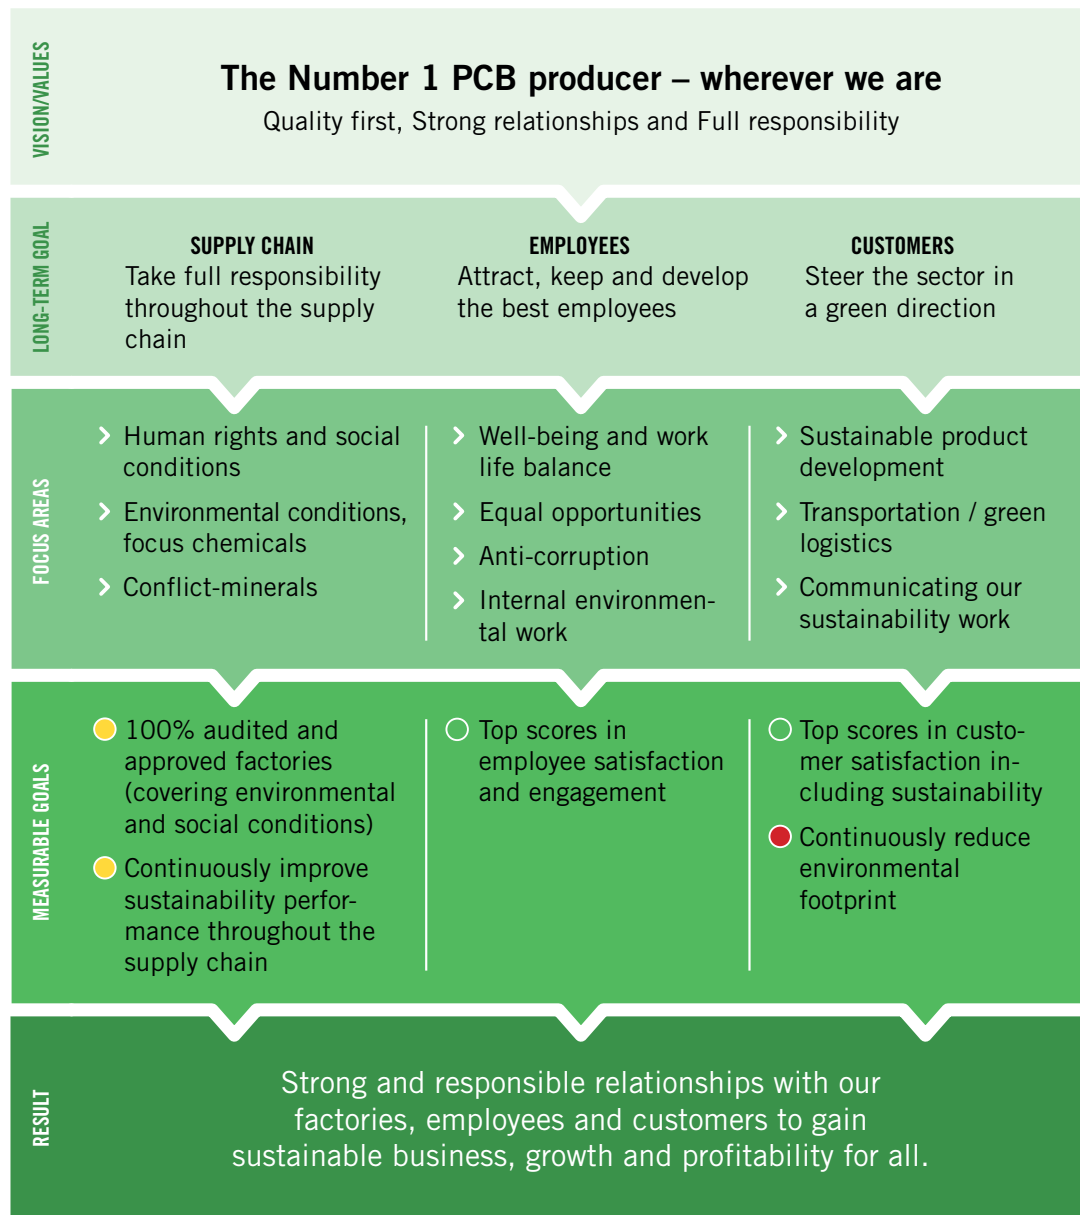 VISION/VALUES
The Number 1 PCB producer – wherever we are
Quality first, Strong relationships and Full responsibility
LONG-TERM GOAL
SUPPLY CHAIN
Take full responsibility
throughout the supply
chain
EMPLOYEES
Attract, keep and develop
the best employees
CUSTOMERS
Steer the sector in
a green direction
FOCUS AREAS
Human rights and social
conditions
Environmental conditions,
focus chemicals
Conflict-minerals
Well-being and work
life balance
Equal opportunities
Anti-corruption
Internal environmen-
tal work
Sustainable product
development
Transportation / green
logistics
Communicating our
sustainability work
MEASURABLE GOALS
100% audited and
approved factories
(covering environmental
and social conditions)
Continuously improve
sustainability perfor-
mance throughout the
supply chain
Top scores in
employee satisfaction
and engagement
Top scores in custo-
mer satisfaction in-
cluding sustainability
Continuously reduce
environmental
footprint
RESULT
Strong and responsible relationships with our
factories, employees and customers to gain
sustainable business, growth and profitability for all.